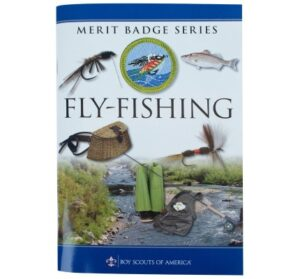 MERIT BADGE SERIES
FLY-FISHING
BOY SCOUTS OF AMERICA®